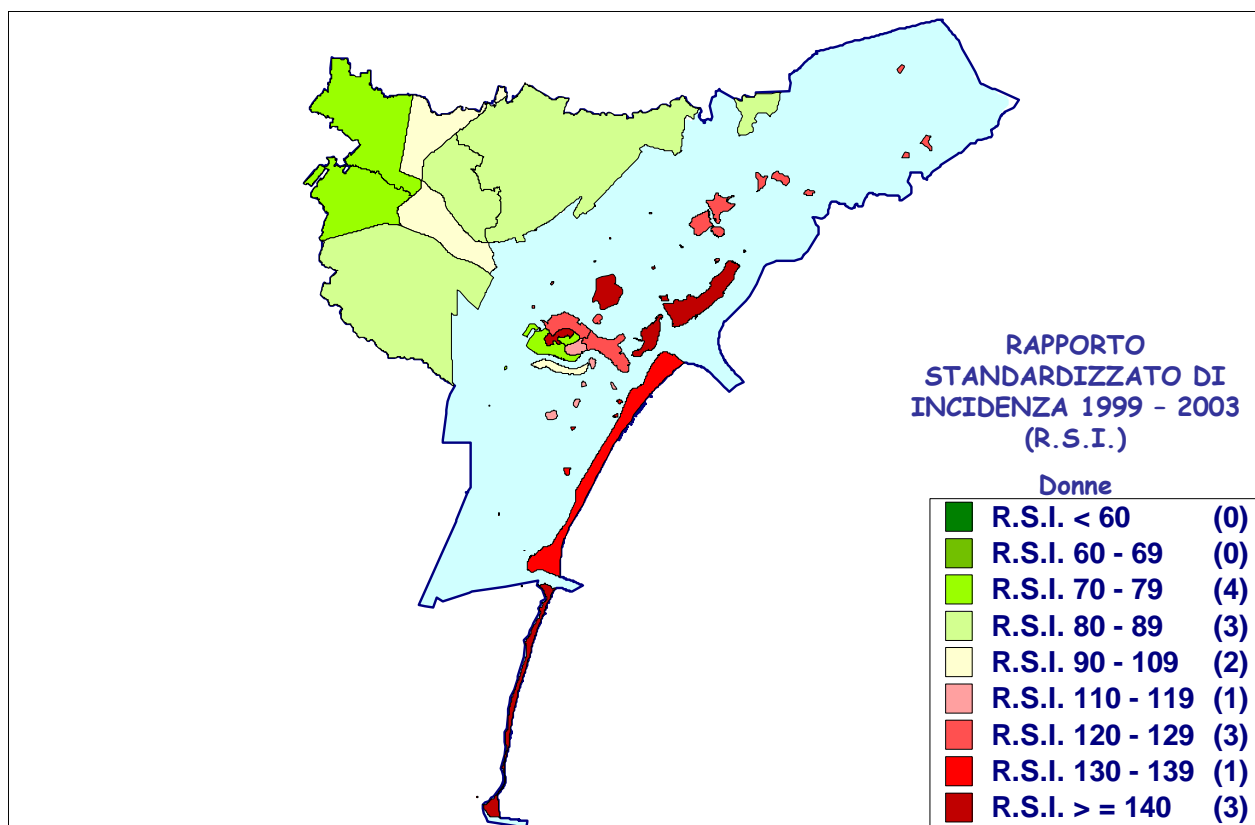 RAPPORTO
STANDARDIZZATO DI
INCIDENZA 1999 – 2003
(R.S.I.)
Donne
R.S.I. < 60 (0)
R.S.I. 60 - 69 (0)
R.S.I. 70 - 79 (4)
R.S.I. 80 - 89 (3)
R.S.I. 90 - 109 (2)
R.S.I. 110 - 119 (1)
R.S.I. 120 - 129 (3)
R.S.I. 130 - 139 (1)
R.S.I. > = 140 (3)